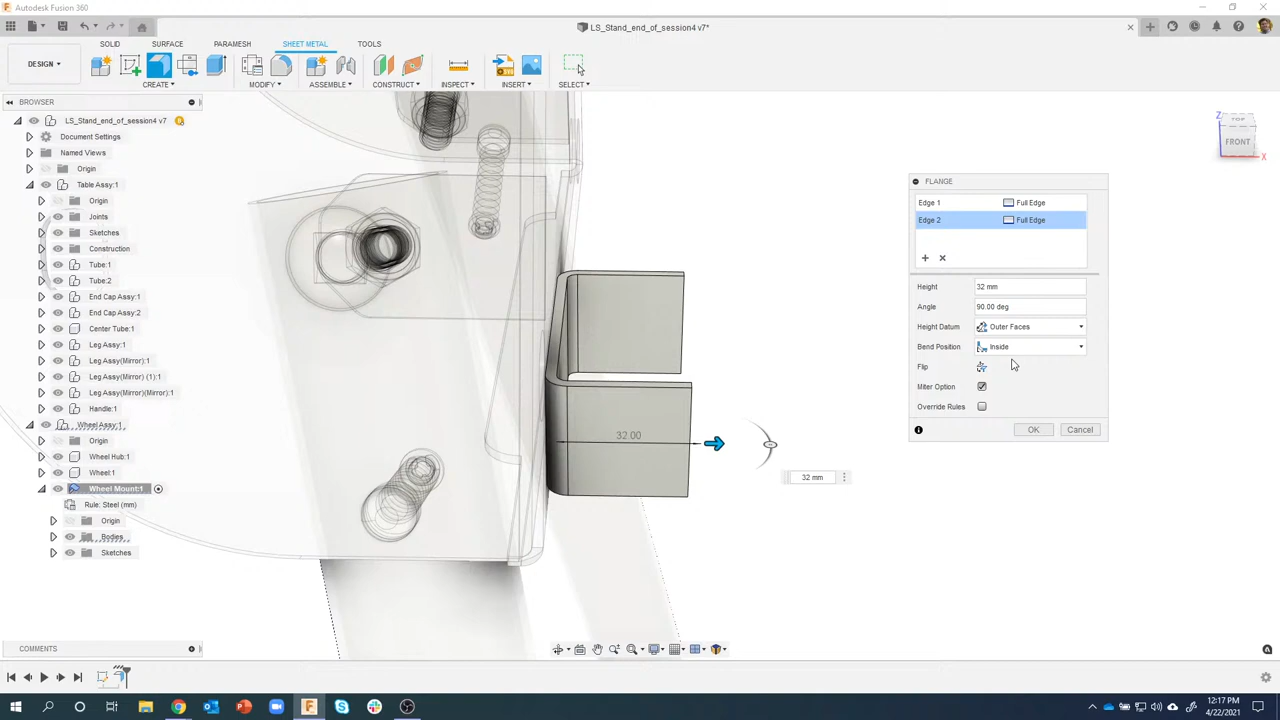 Autodesk Fusion 360
LS_Stand_end_of_session4 v7*
SOLID SURFACE PARAMESH SHEET METAL TOOLS
DESIGN
CREATE MODIFY ASSEMBLE CONSTRUCT INSPECT INSERT SELECT
BROWSER
LS_Stand_end_of_session4 v7
Document Settings
Named Views
Origin
Table Assy:1
Origin
Joints
Sketches
Construction
Tube:1
Tube:2
End Cap Assy:1
End Cap Assy:2
Center Tube:1
Leg Assy:1
Leg Assy(Mirror):1
Leg Assy(Mirror) (1):1
Leg Assy(Mirror)(Mirror):1
Handle:1
Wheel Assy:1
Origin
Wheel Hub:1
Wheel:1
Wheel Mount:1
Rule: Steel (mm)
Origin
Bodies
Sketches
COMMENTS
Z
TOP
FRONT
X
FLANGE
Edge 1 Full Edge
Edge 2 Full Edge
Height 32 mm
Angle 90.00 deg
Height Datum Outer Faces
Bend Position Inside
Flip
Miter Option
Override Rules
OK Cancel
32.00
32 mm
12:17 PM
4/22/2021